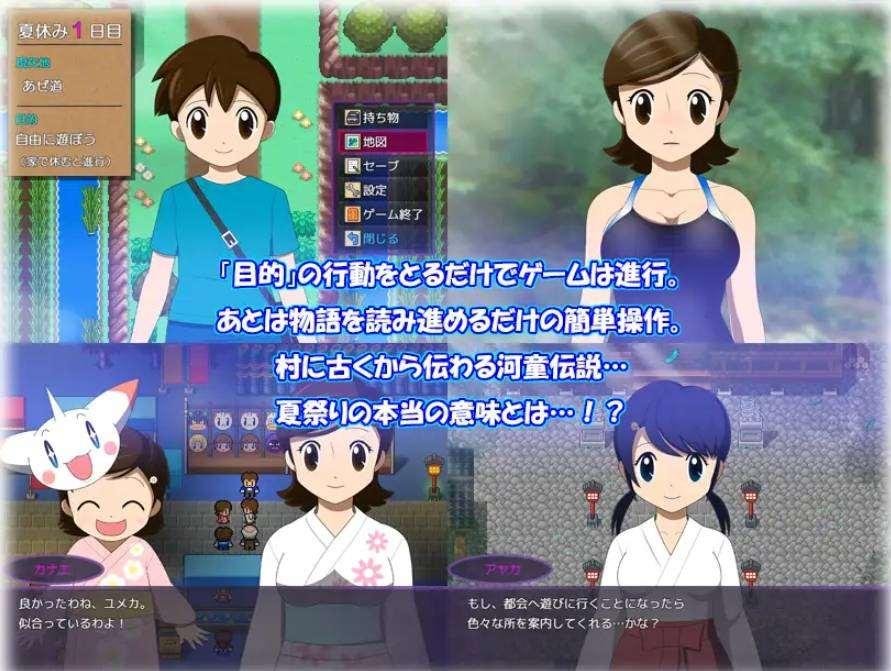 夏休み1日目
現在地
あぜ道
目的
自由に遊ぼう
(家で休むと進行)
持ち物
地図
セーブ
設定
ゲーム終了
閉じる
「目的」の行動をとるだけでゲームは進行。
あとは物語を読み進めるだけの簡単操作。
村に古くから伝わる河童伝説…
夏祭りの本当の意味とは…!?
カナエ
良かったわね、ユメカ。
似合っているわよ!
アヤカ
もし、都会へ遊びに行くことになったら
色々な所を案内してくれる…かな?